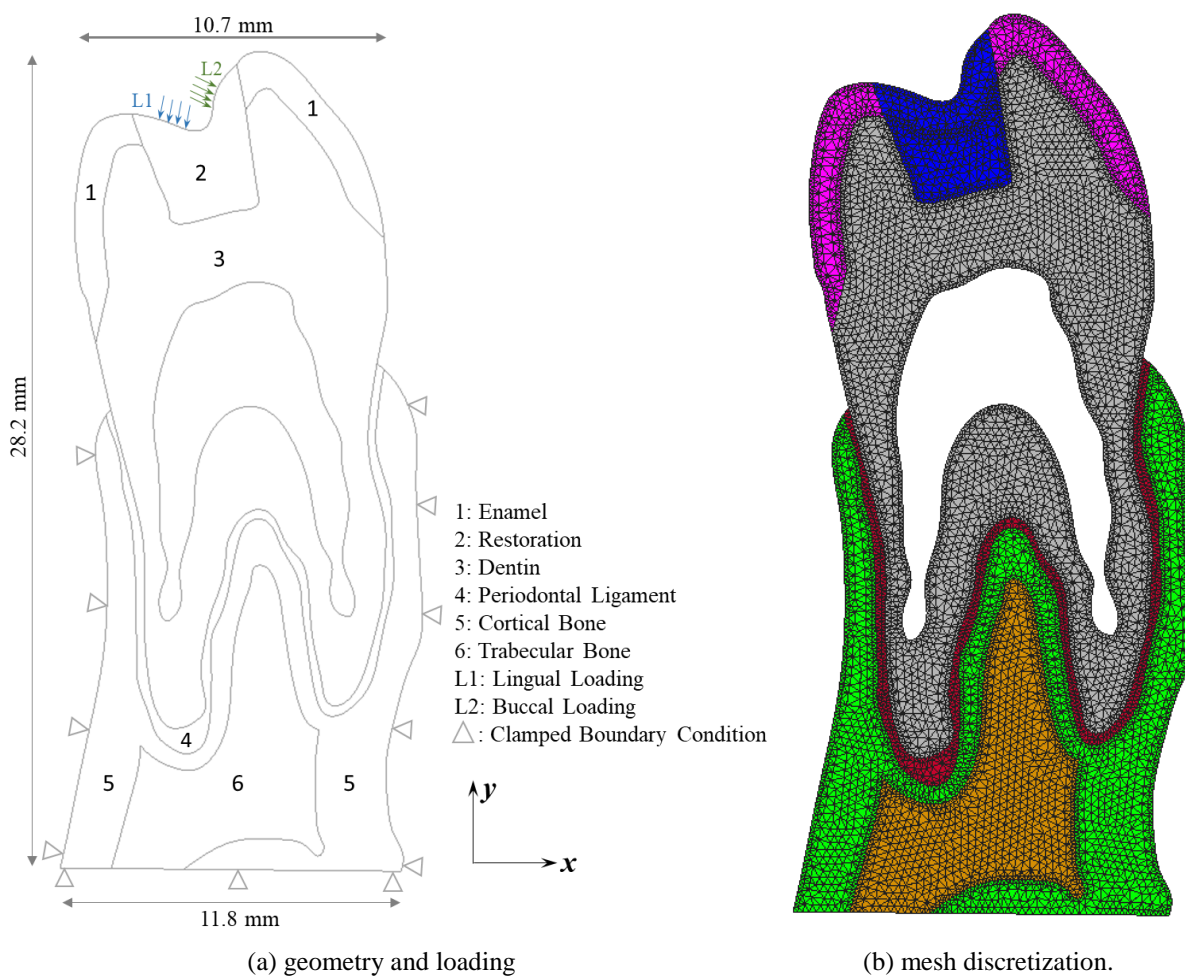 10.7 mm
L2
L1
1
2
1
3
28.2 mm
1: Enamel
2: Restoration
3: Dentin
4: Periodontal Ligament
5: Cortical Bone
6: Trabecular Bone
L1: Lingual Loading
L2: Buccal Loading
: Clamped Boundary Condition
4
5
6
5
y
x
11.8 mm
(a) geometry and loading
(b) mesh discretization.